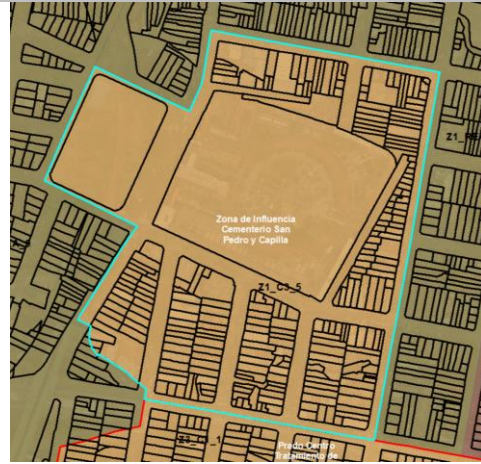 Z1_RE
Zona de Influencia
Cementerio San
Pedro y Capilla
Z1_C3_5
Prado Centro
Tratamiento de